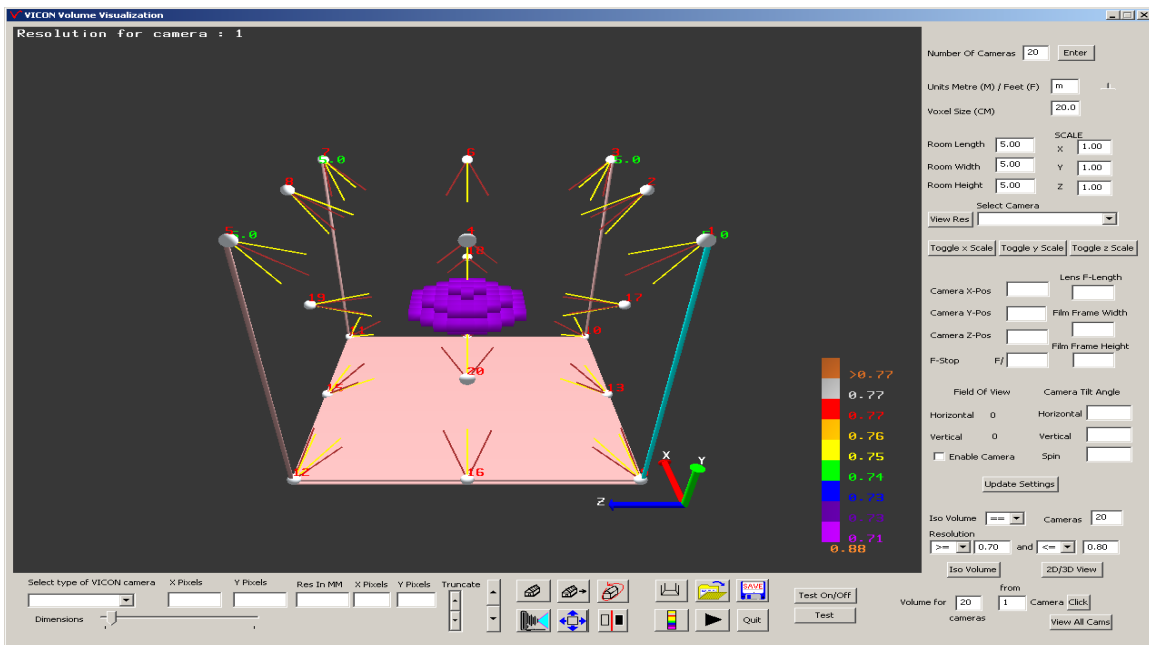 VICON Volume Visualization
Resolution for camera : 1
Number Of Cameras 20 Enter
Units Metre (M) / Feet (F) m
Voxel Size (CM) 20.0
SCALE
Room Length 5.00 X 1.00
Room Width 5.00 Y 1.00
Room Height 5.00 Z 1.00
Select Camera
View Res
Toggle x Scale Toggle y Scale Toggle z Scale
Lens F-Length
Camera X-Pos
Camera Y-Pos Film Frame Width
Camera Z-Pos
Film Frame Height
F-Stop F/
Field Of View Camera Tilt Angle
Horizontal 0 Horizontal
Vertical 0 Vertical
Enable Camera Spin
Update Settings
Iso Volume == Cameras 20
Resolution
>= 0.70 and <= 0.80
Iso Volume 2D/3D View
from
Volume for 20 1 Camera Click
cameras
View All Cams
6 3
5.0
8 2
4
19 17
10
20
13
12 16
X Y
Z
>0.77
0.77
0.77
0.76
0.75
0.74
0.73
0.71
0.88
Select type of VICON camera X Pixels Y Pixels Res In MM X Pixels Y Pixels Truncate
Dimensions
SAVE
Quit
Test On/Off
Test